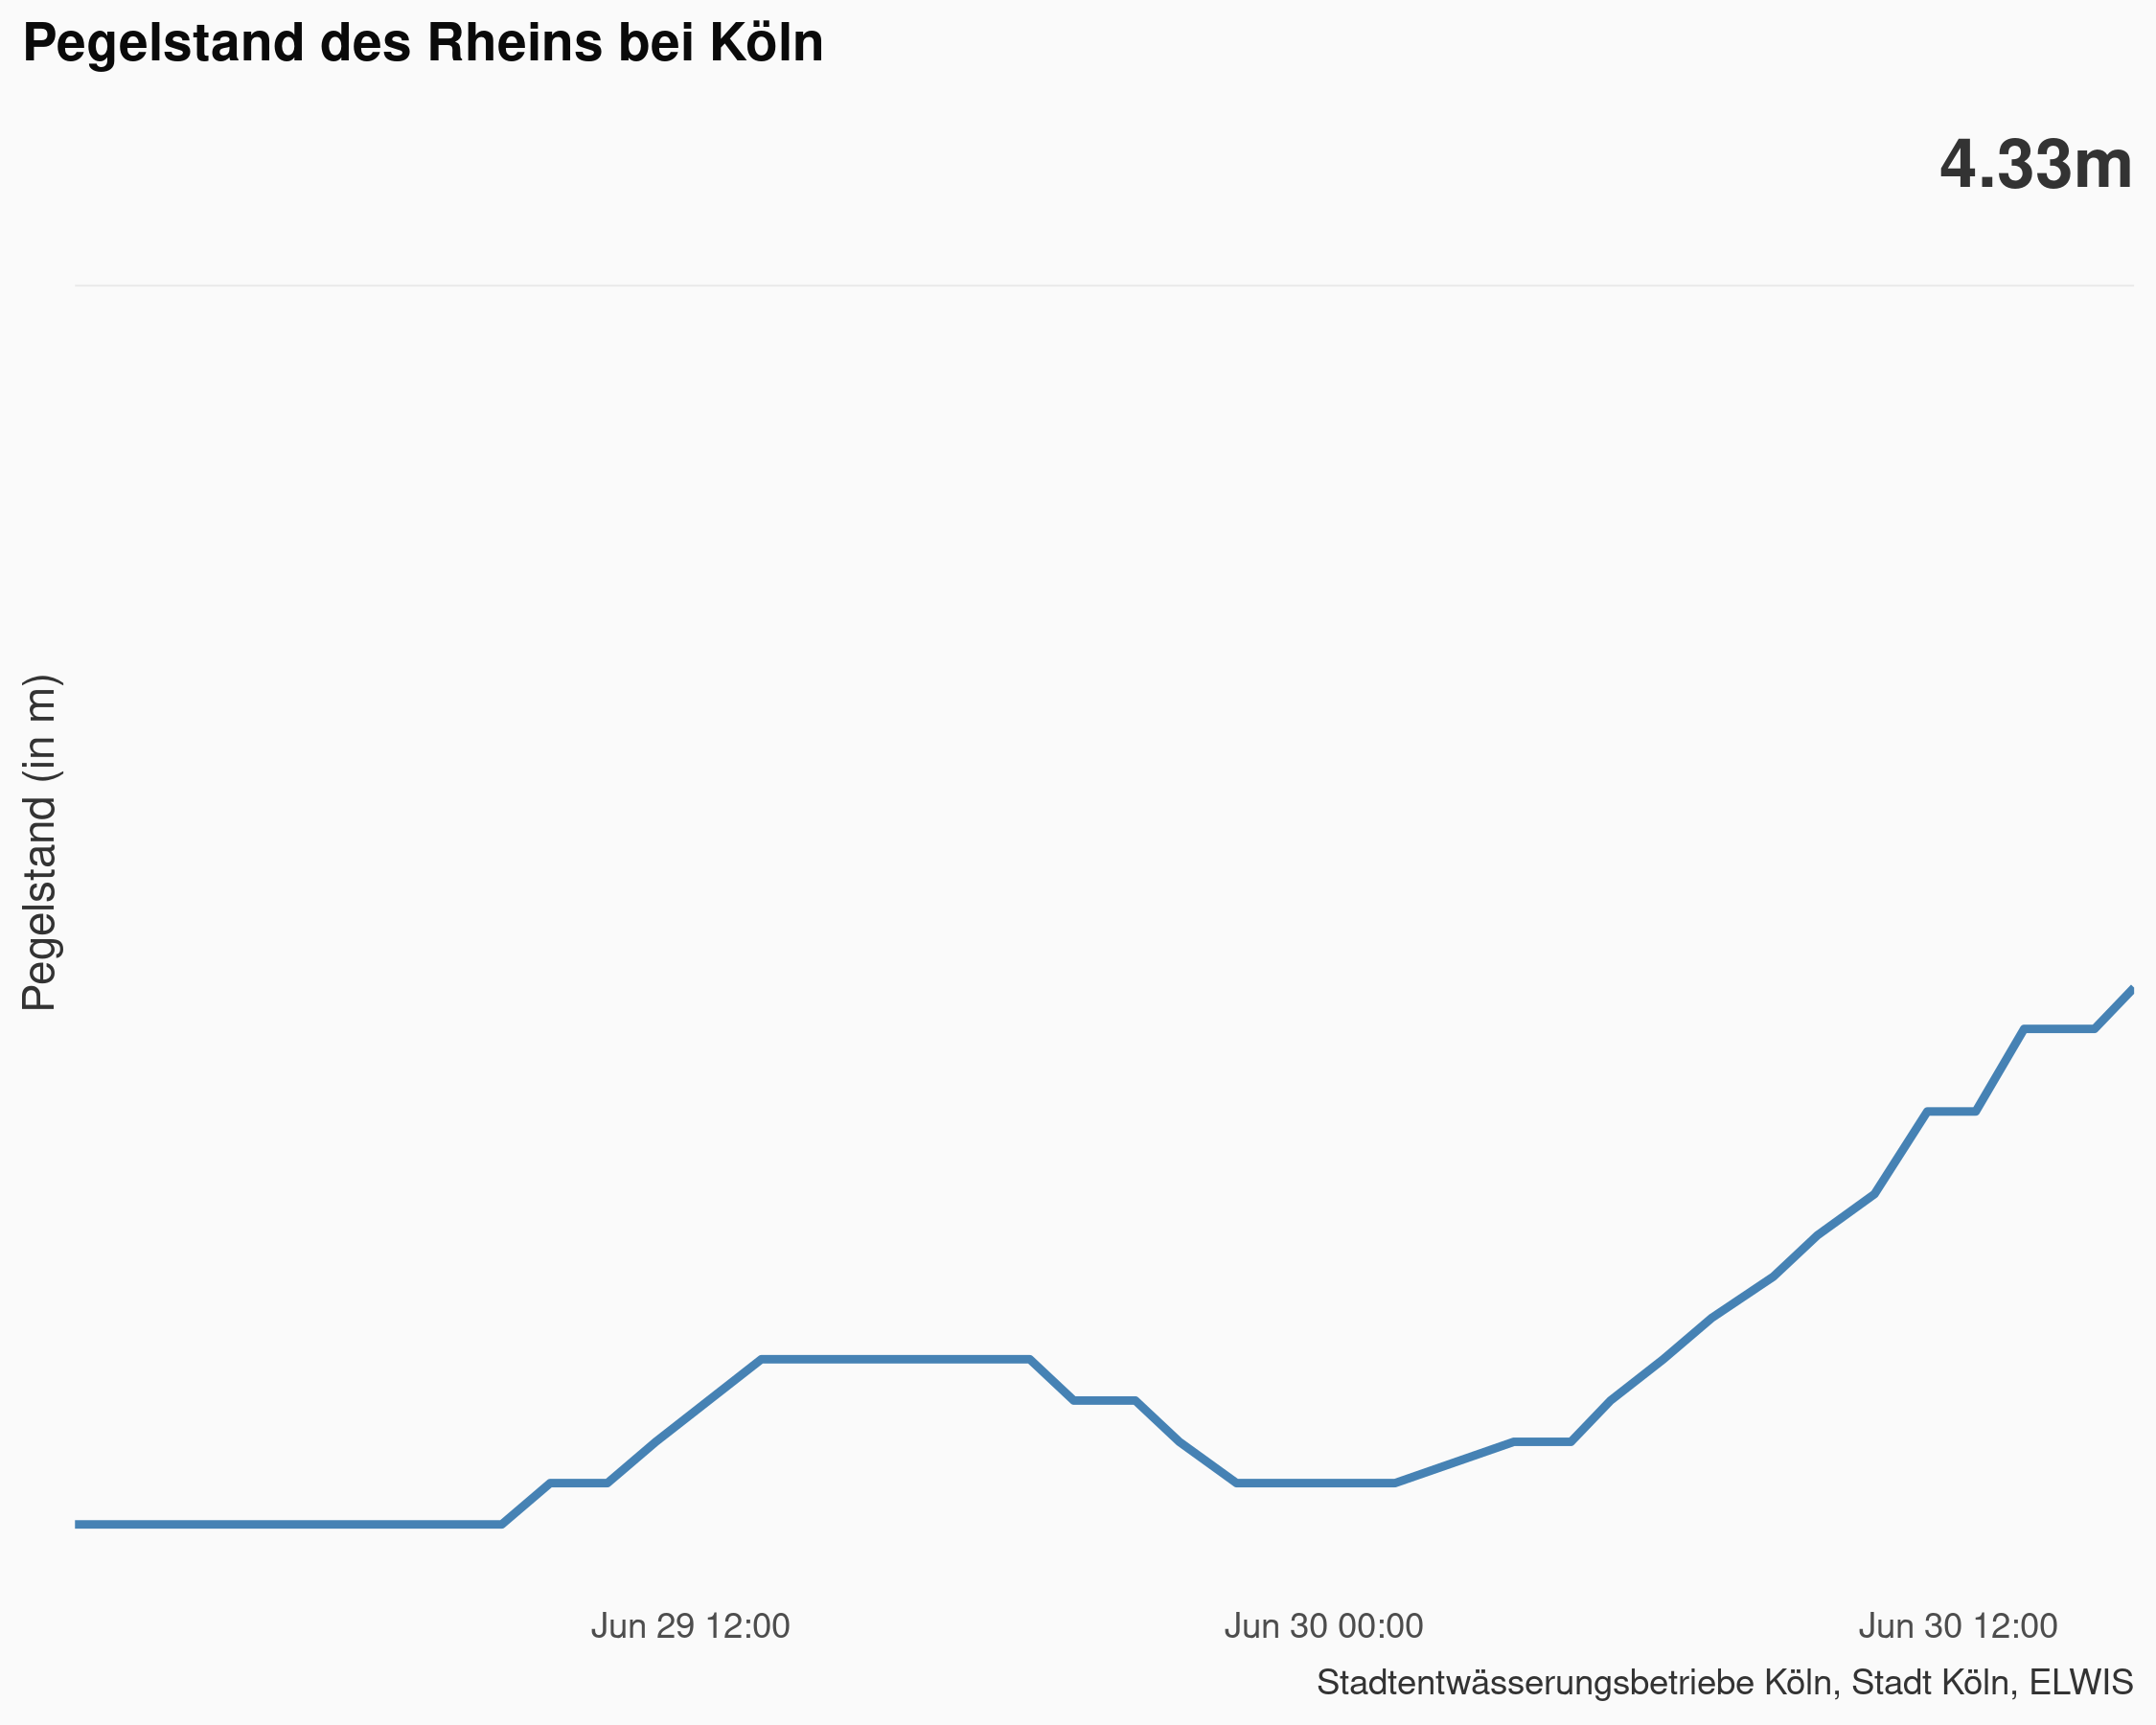 Pegelstand des Rheins bei Köln
4.33m
Pegelstand (in m)
Jun 29 12:00
Jun 30 00:00
Jun 30 12:00
Stadtentwässerungsbetriebe Köln, Stadt Köln, ELWIS